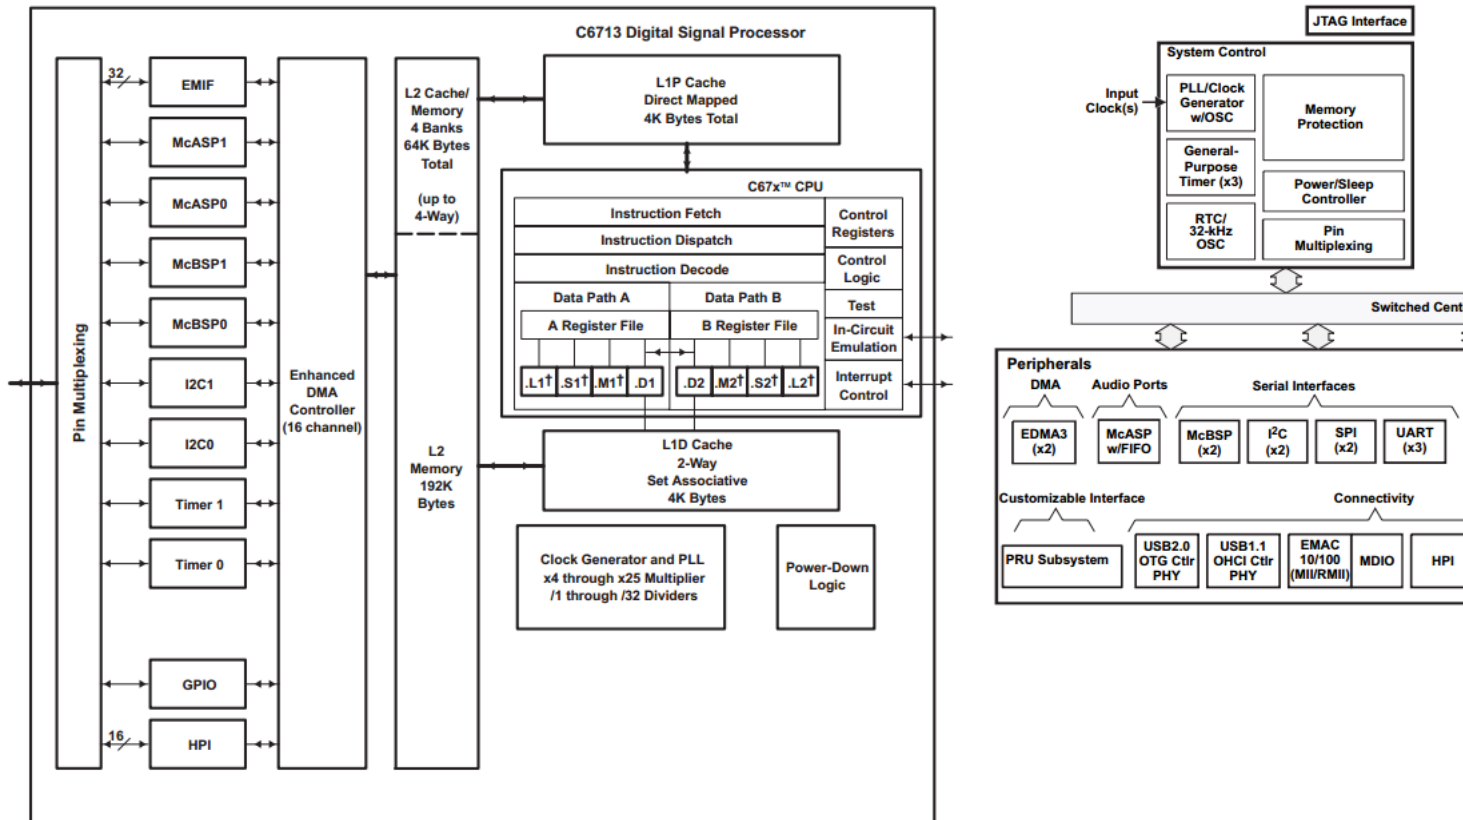 C6713 Digital Signal Processor
32
EMIF
McASP1
McASP0
McBSP1
McBSP0
I2C1
I2C0
Timer 1
Timer 0
GPIO
16
HPI
Pin Multiplexing
Enhanced
DMA
Controller
(16 channel)
L2 Cache/
Memory
4 Banks
64K Bytes
Total
(up to
4-Way)
L2
Memory
192K
Bytes
L1P Cache
Direct Mapped
4K Bytes Total
C67x™ CPU
Instruction Fetch
Instruction Dispatch
Instruction Decode
Data Path A
Data Path B
A Register File
B Register File
.L1† .S1† .M1† .D1
.D2 .M2† .S2† .L2†
Control
Registers
Control
Logic
Test
In-Circuit
Emulation
Interrupt
Control
L1D Cache
2-Way
Set Associative
4K Bytes
Clock Generator and PLL
x4 through x25 Multiplier
/1 through /32 Dividers
Power-Down
Logic
JTAG Interface
System Control
Input
Clock(s)
PLL/Clock
Generator
w/OSC
General-
Purpose
Timer (x3)
RTC/
32-kHz
OSC
Memory
Protection
Power/Sleep
Controller
Pin
Multiplexing
Switched Cent
Peripherals
DMA
Audio Ports
Serial Interfaces
EDMA3
(x2)
McASP
w/FIFO
McBSP
(x2)
I²C
(x2)
SPI
(x2)
UART
(x3)
Customizable Interface
Connectivity
PRU Subsystem
USB2.0
OTG Ctlr
PHY
USB1.1
OHCI Ctlr
PHY
EMAC
10/100
(MII/RMII)
MDIO
HPI